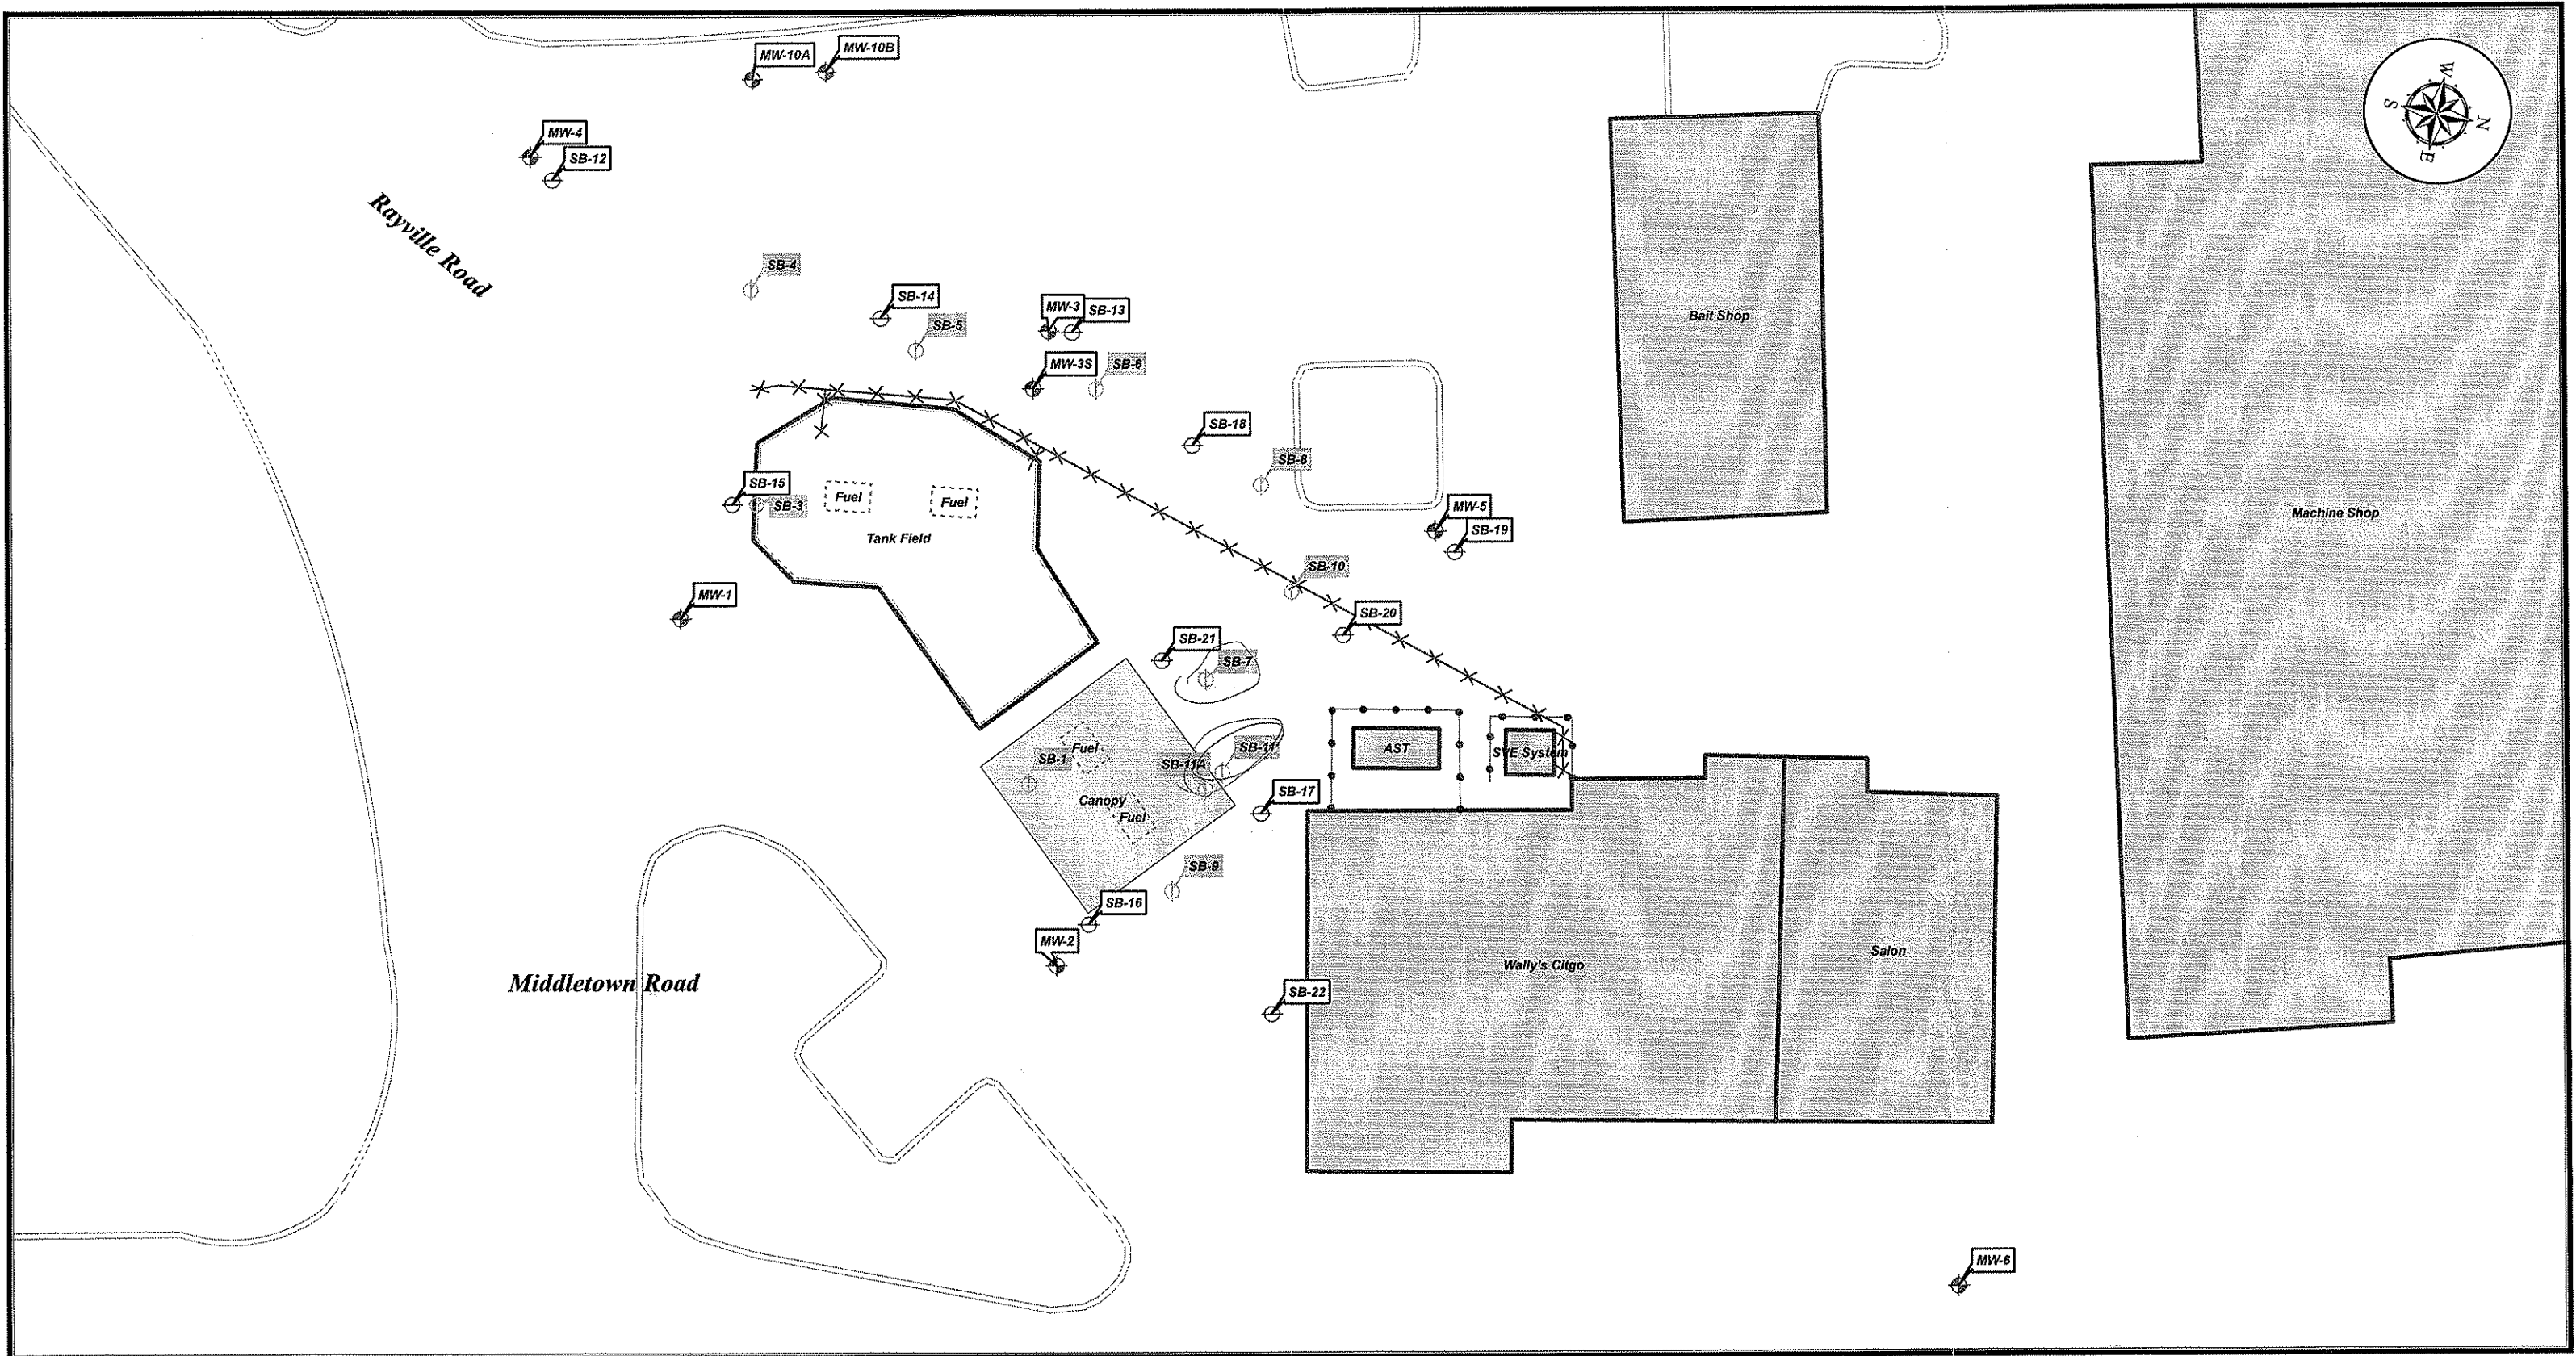 MW-10A
MW-10B
W
S
N
E
MW-4
SB-12
Rayville Road
SB-4
SB-14
SB-5
MW-3
SB-13
Bait Shop
MW-3S
SB-6
SB-18
SB-8
SB-15
SB-3
Fuel
Fuel
Tank Field
MW-5
SB-19
Machine Shop
SB-10
MW-1
SB-20
SB-21
SB-7
SB-1
Fuel
SB-11
SB-11A
AST
SVE System
Canopy
Fuel
SB-17
SB-9
SB-16
MW-2
Middletown Road
SB-22
Wally's Citgo
Salon
MW-6